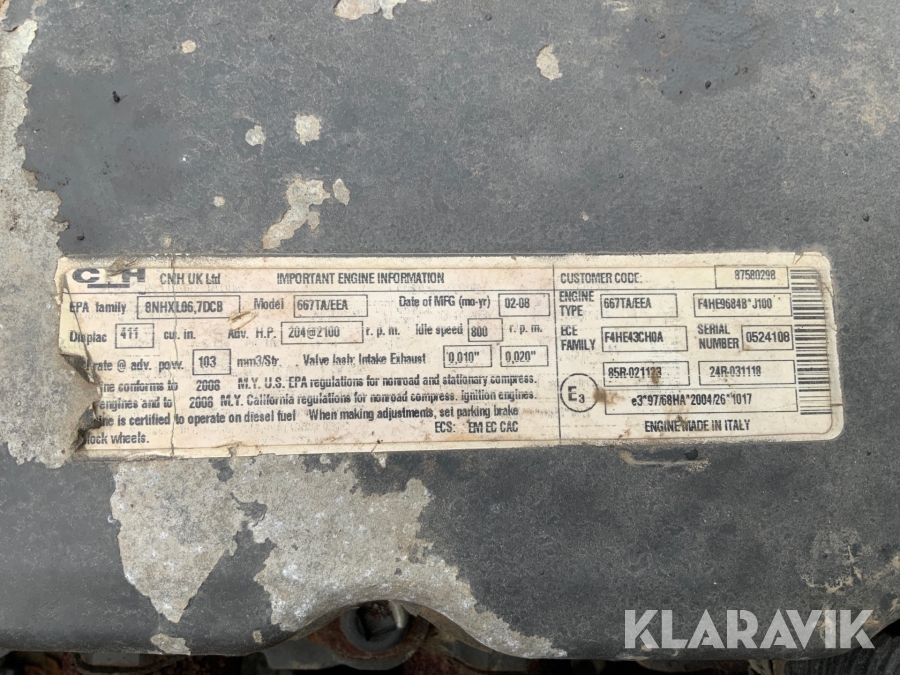 CNH CNH UK Ltd IMPORTANT ENGINE INFORMATION
EPA family 8NHXL06,7DCB Model 667TA/EEA Date of MFG (mo-yr) 02-08
Displac 411 cu. in. Adv. H.P. 204@2100 r. p. m. Idle speed 800 r. p. m.
rate @ adv. pow. 103 mm3/Str. Valve lash: Intake Exhaust 0,010" 0,020"
ine conforms to 2008 M.Y. U.S. EPA regulations for nonroad and stationary compress.
engines and to 2008 M.Y. California regulations for nonroad compress. ignition engines.
ine is certified to operate on diesel fuel When making adjustments, set parking brake
lock wheels. ECS: EM EC CAC
CUSTOMER CODE: 87580298
ENGINE TYPE 667TA/EEA F4HE9684B*J100
ECE FAMILY F4HE43CH0A SERIAL NUMBER 0524108
E3 85R-021123 24R-031118
e3*97/68HA*2004/26*1017
ENGINE MADE IN ITALY
KLARAVIK